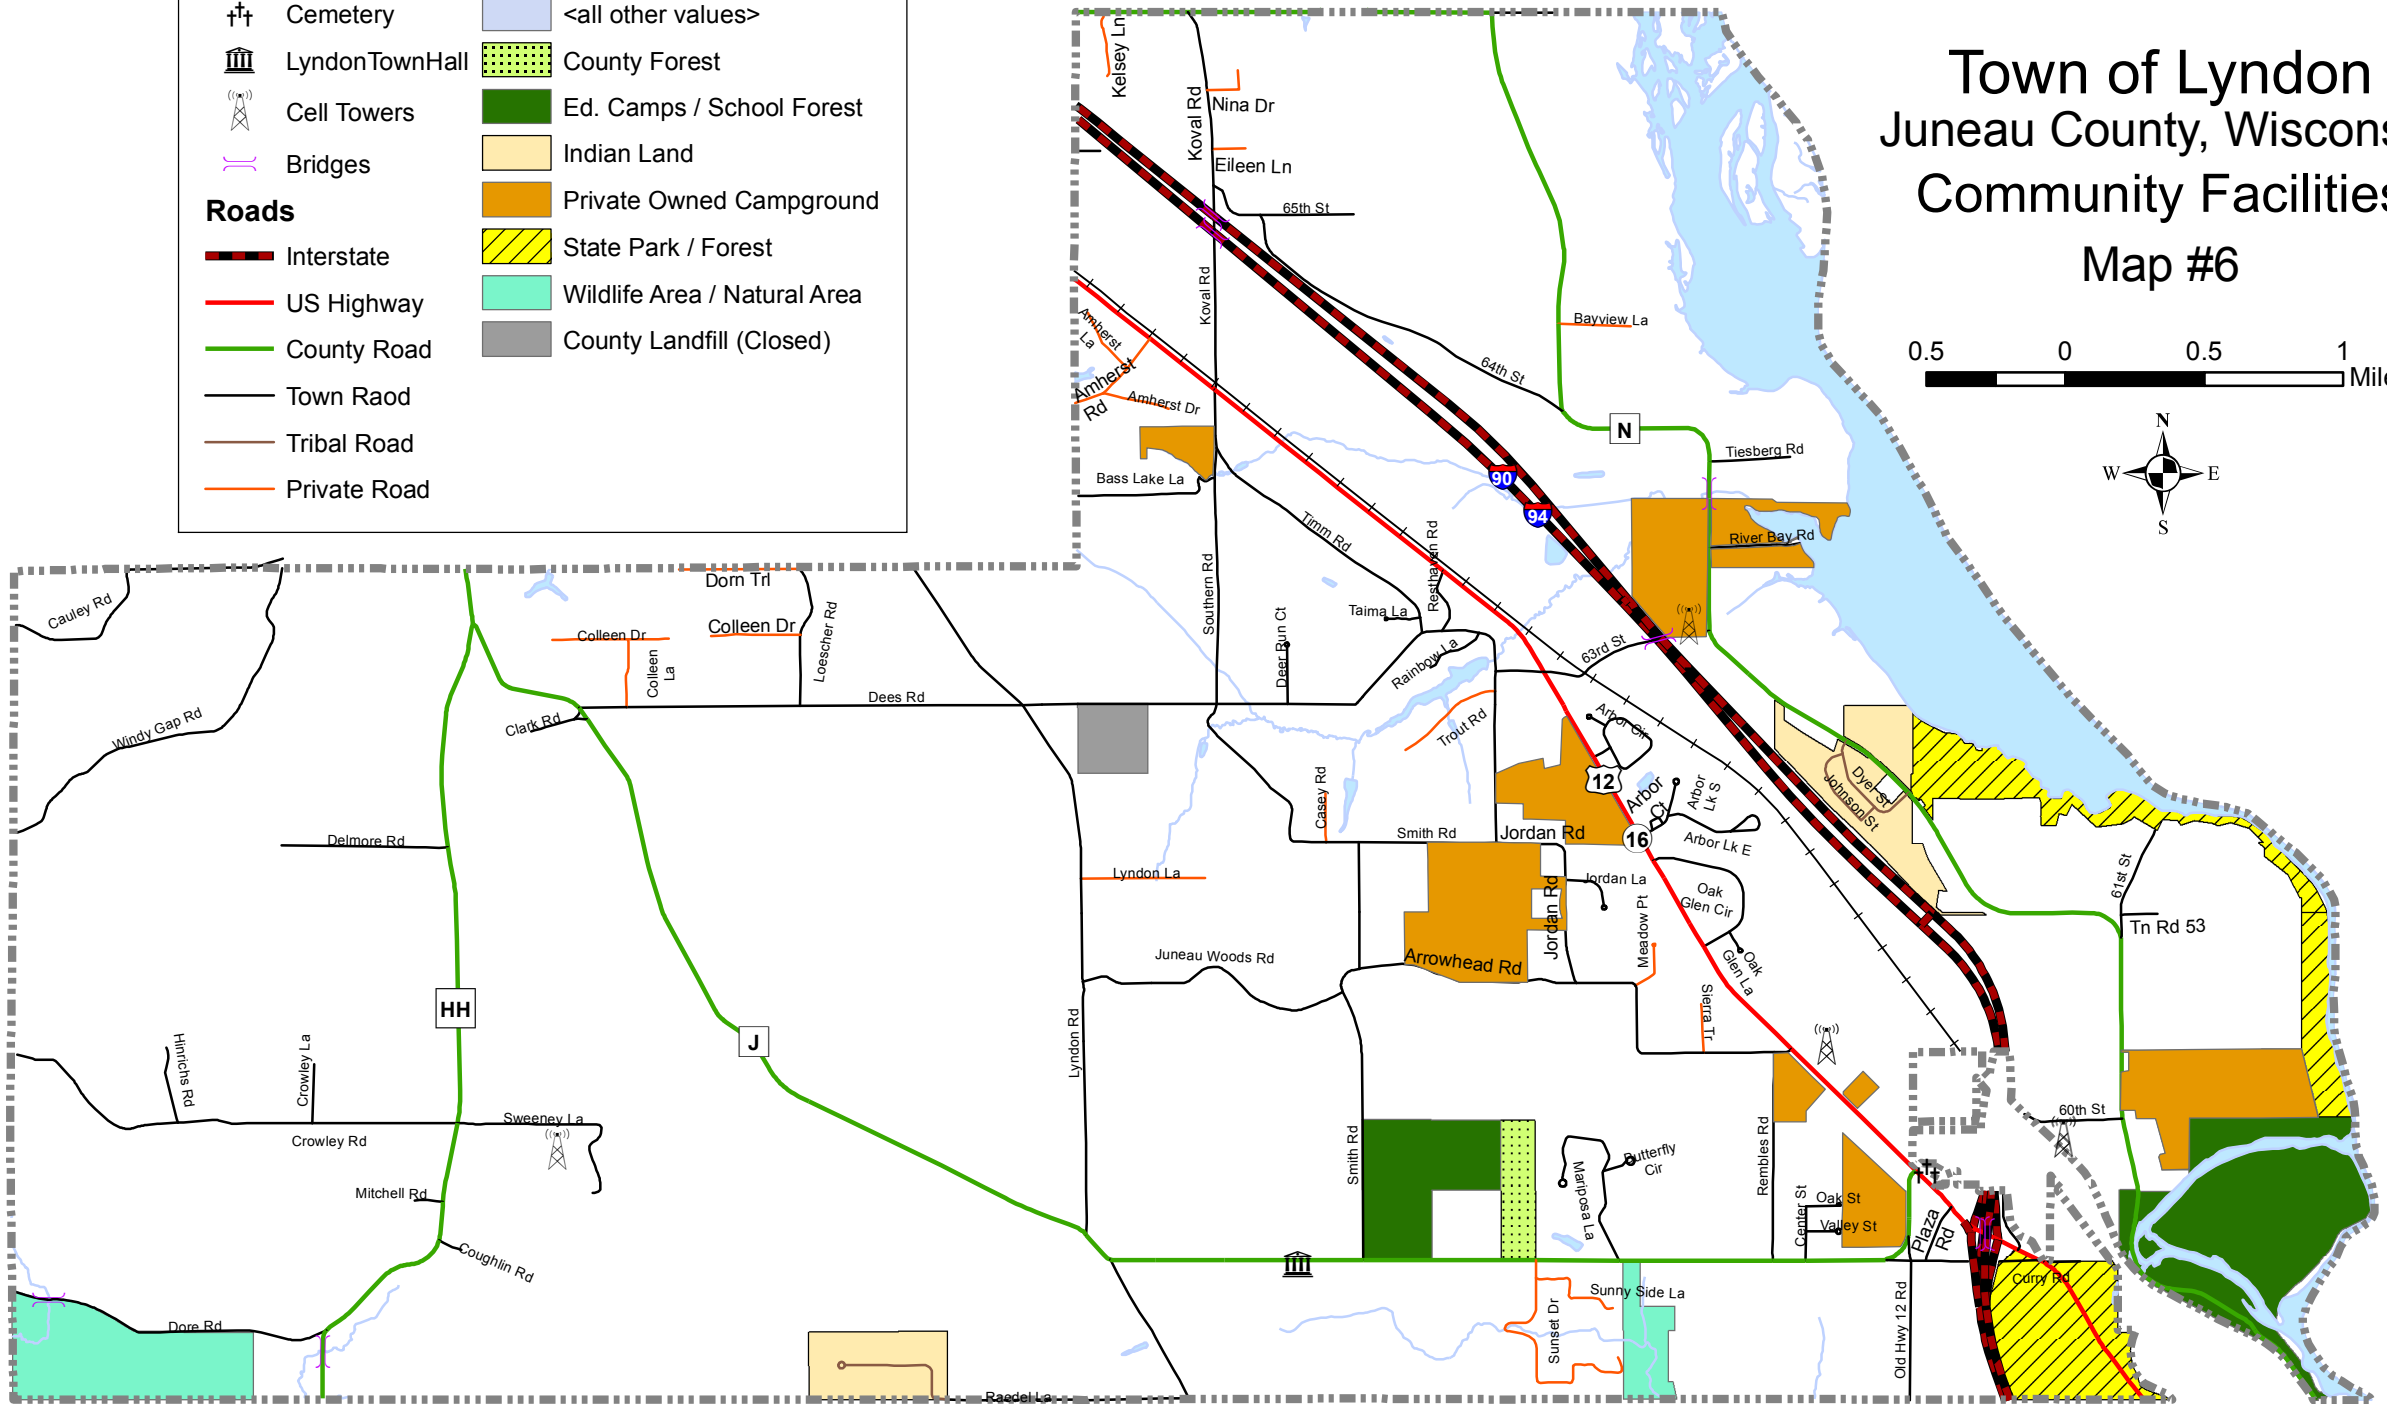 Cemetery
LyndonTownHall
Cell Towers
Bridges
Roads
Interstate
US Highway
County Road
Town Raod
Tribal Road
Private Road
<all other values>
County Forest
Ed. Camps / School Forest
Indian Land
Private Owned Campground
State Park / Forest
Wildlife Area / Natural Area
County Landfill (Closed)
Town of Lyndon
Juneau County, Wiscons
Community Facilities
Map #6
0.5 0 0.5 1
Mile
N
W E
S
Kelsey Ln
Koval Rd
Nina Dr
Eileen Ln
65th St
Koval Rd
Amherst
La
Amherst
Rd
Amherst Dr
64th St
Bayview La
N
Tiesberg Rd
Bass Lake La
90
94
River Bay Rd
Timm Rd
Resthaven Rd
Southern Rd
Taima La
Deer Run Ct
Rainbow La
63rd St
Cauley Rd
Dorn Trl
Colleen Dr
Colleen Dr
Colleen
La
Loescher Rd
Dees Rd
Clark Rd
Windy Gap Rd
Trout Rd
Arbor Cir
12
Arbor
Ct
Arbor
Lk S
Dyer St
Johnson St
Casey Rd
Smith Rd
Jordan Rd
16
Arbor Lk E
Delmore Rd
Lyndon La
Jordan La
Jordan Rd
Oak
Glen Cir
61st St
Tn Rd 53
Meadow Pt
Juneau Woods Rd
Arrowhead Rd
Oak
Glen La
Sierra Tr
HH
J
Lyndon Rd
Hinrichs Rd
Crowley La
Sweeney La
Crowley Rd
60th St
Smith Rd
Mariposa La
Butterfly
Cir
Rembles Rd
Mitchell Rd
Center St
Oak St
Valley St
Plaza
Rd
Coughlin Rd
Sunny Side La
Curry Rd
Dore Rd
Sunset Dr
Old Hwy 12 Rd
Raedel La